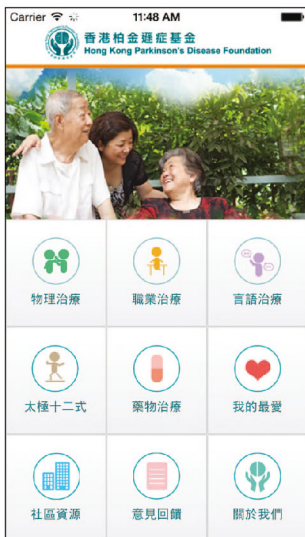 Carrier 11:48 AM
香港柏金遜症基金
Hong Kong Parkinson's Disease Foundation
物理治療 職業治療 言語治療
太極十二式 藥物治療 我的最愛
社區資源 意見回饋 關於我們